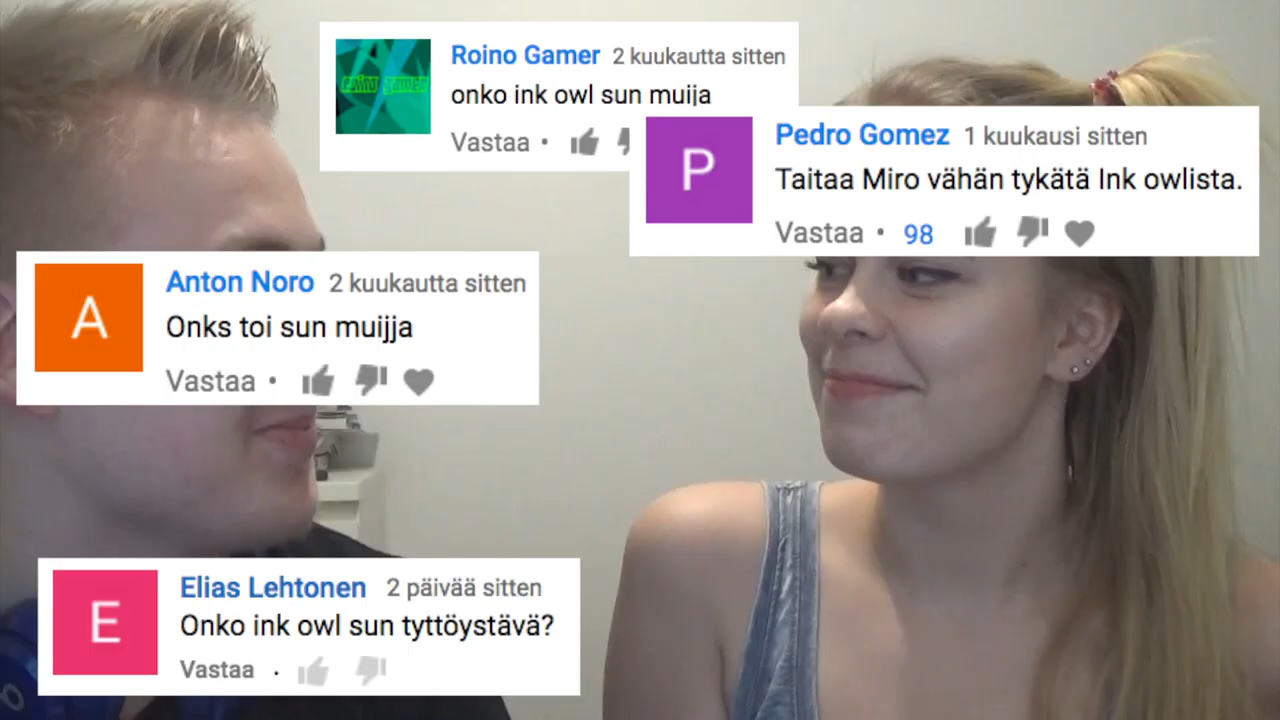 roino gamer
Roino Gamer 2 kuukautta sitten
onko ink owl sun muija
Vastaa •
P
Pedro Gomez 1 kuukausi sitten
Taitaa Miro vähän tykätä Ink owlista.
Vastaa • 98
A
Anton Noro 2 kuukautta sitten
Onks toi sun muijja
Vastaa •
E
Elias Lehtonen 2 päivää sitten
Onko ink owl sun tyttöystävä?
Vastaa .